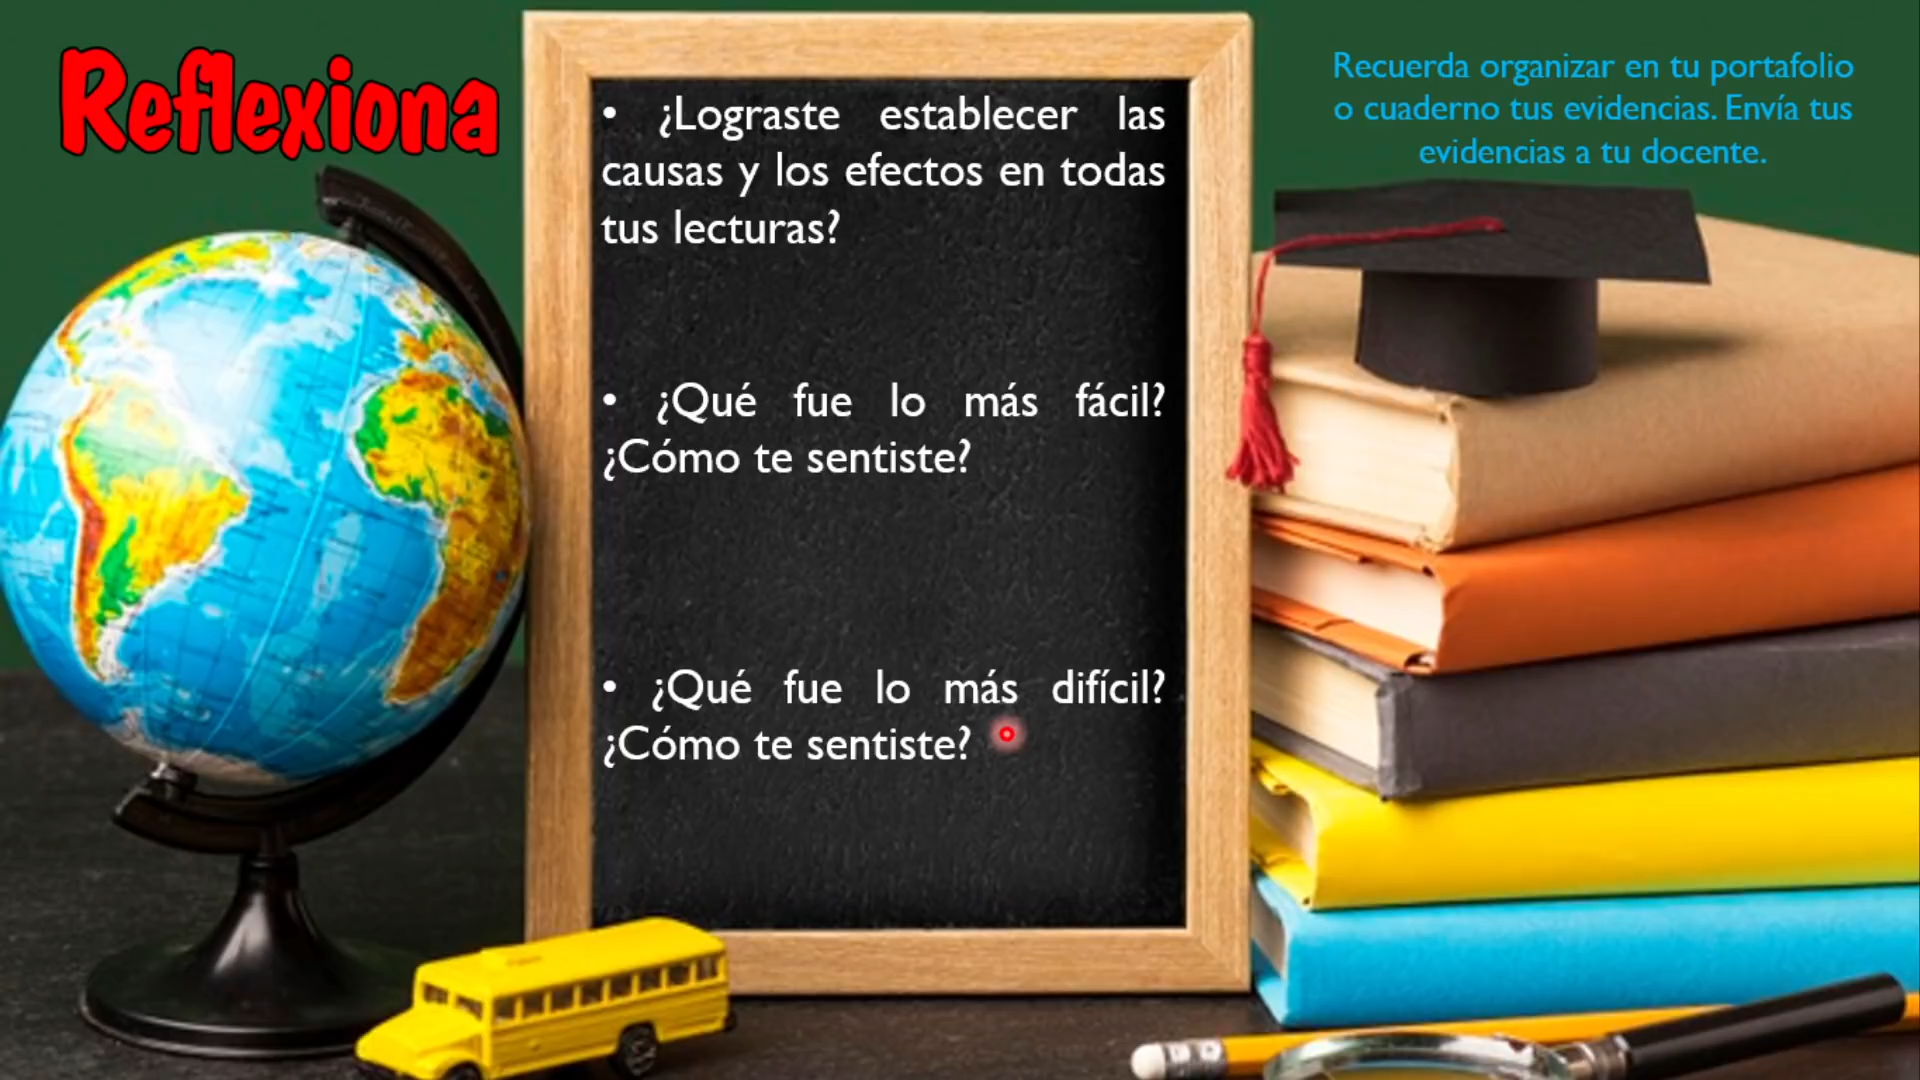 Reflexiona
• ¿Lograste establecer las
causas y los efectos en todas
tus lecturas?
• ¿Qué fue lo más fácil?
¿Cómo te sentiste?
• ¿Qué fue lo más difícil?
¿Cómo te sentiste?
Recuerda organizar en tu portafolio
o cuaderno tus evidencias. Envía tus
evidencias a tu docente.